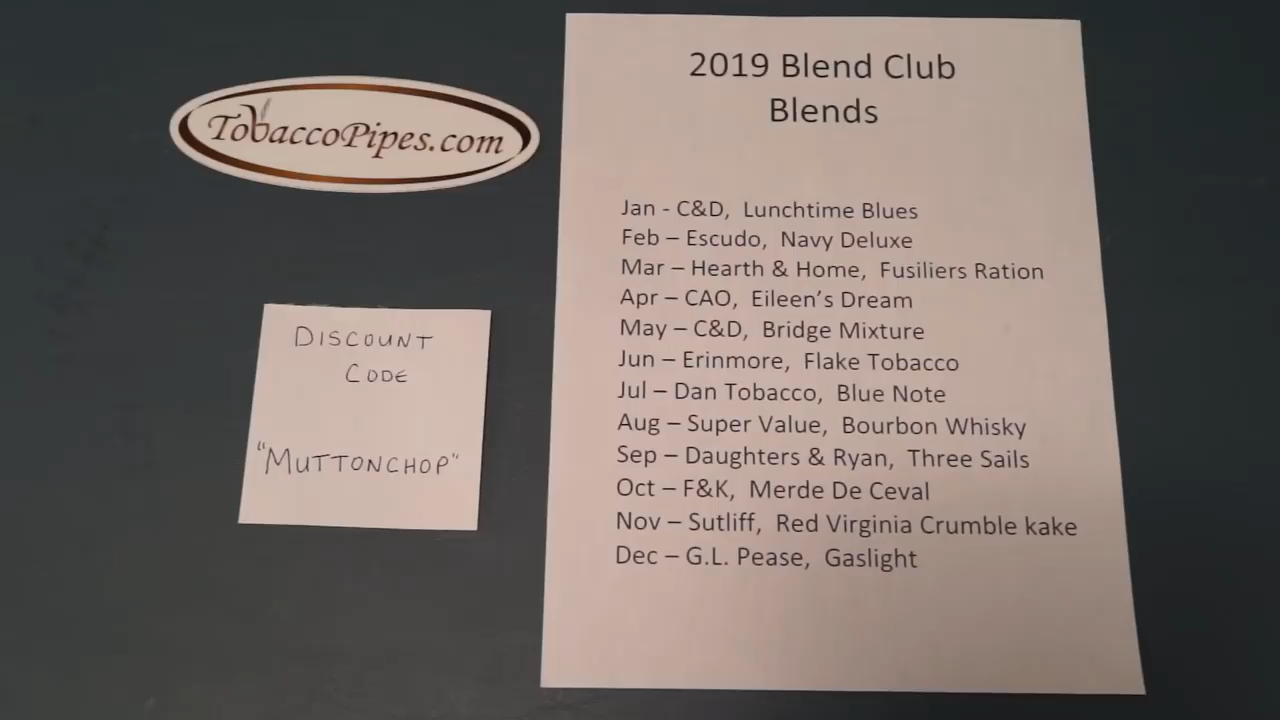 TobaccoPipes.com
DISCOUNT
CODE
"MUTTONCHOP"
2019 Blend Club
Blends
Jan - C&D, Lunchtime Blues
Feb – Escudo, Navy Deluxe
Mar – Hearth & Home, Fusiliers Ration
Apr – CAO, Eileen’s Dream
May – C&D, Bridge Mixture
Jun – Erinmore, Flake Tobacco
Jul – Dan Tobacco, Blue Note
Aug – Super Value, Bourbon Whisky
Sep – Daughters & Ryan, Three Sails
Oct – F&K, Merde De Ceval
Nov – Sutliff, Red Virginia Crumble kake
Dec – G.L. Pease, Gaslight